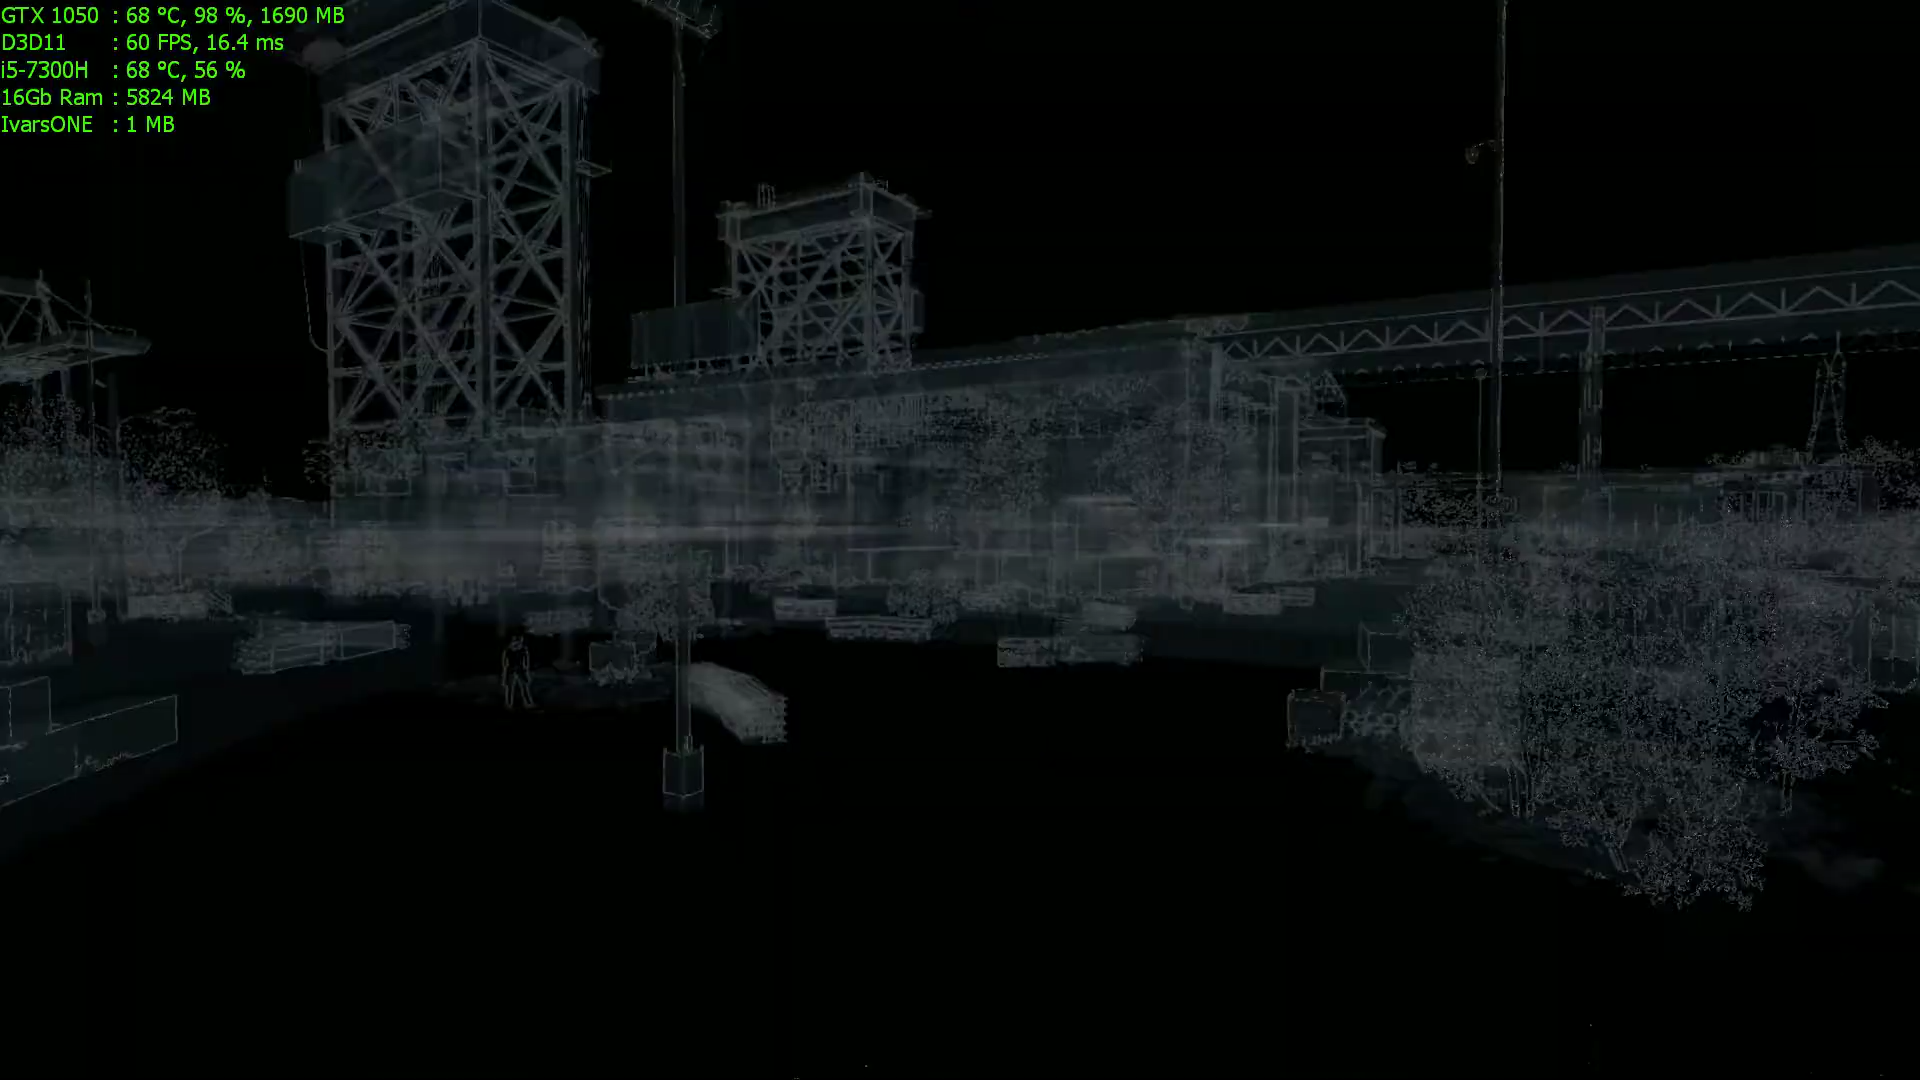 GTX 1050 : 68 °C, 98 %, 1690 MB
D3D11 : 60 FPS, 16.4 ms
i5-7300H : 68 °C, 56 %
16Gb Ram : 5824 MB
IvarsONE : 1 MB